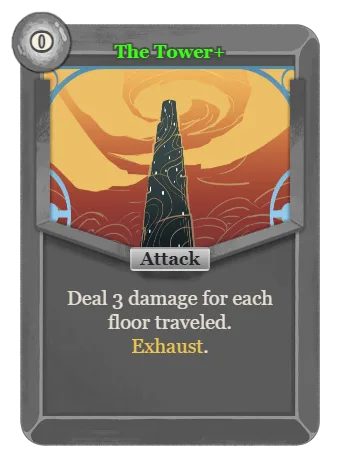 0
The Tower+
Attack
Deal 3 damage for each
floor traveled.
Exhaust.